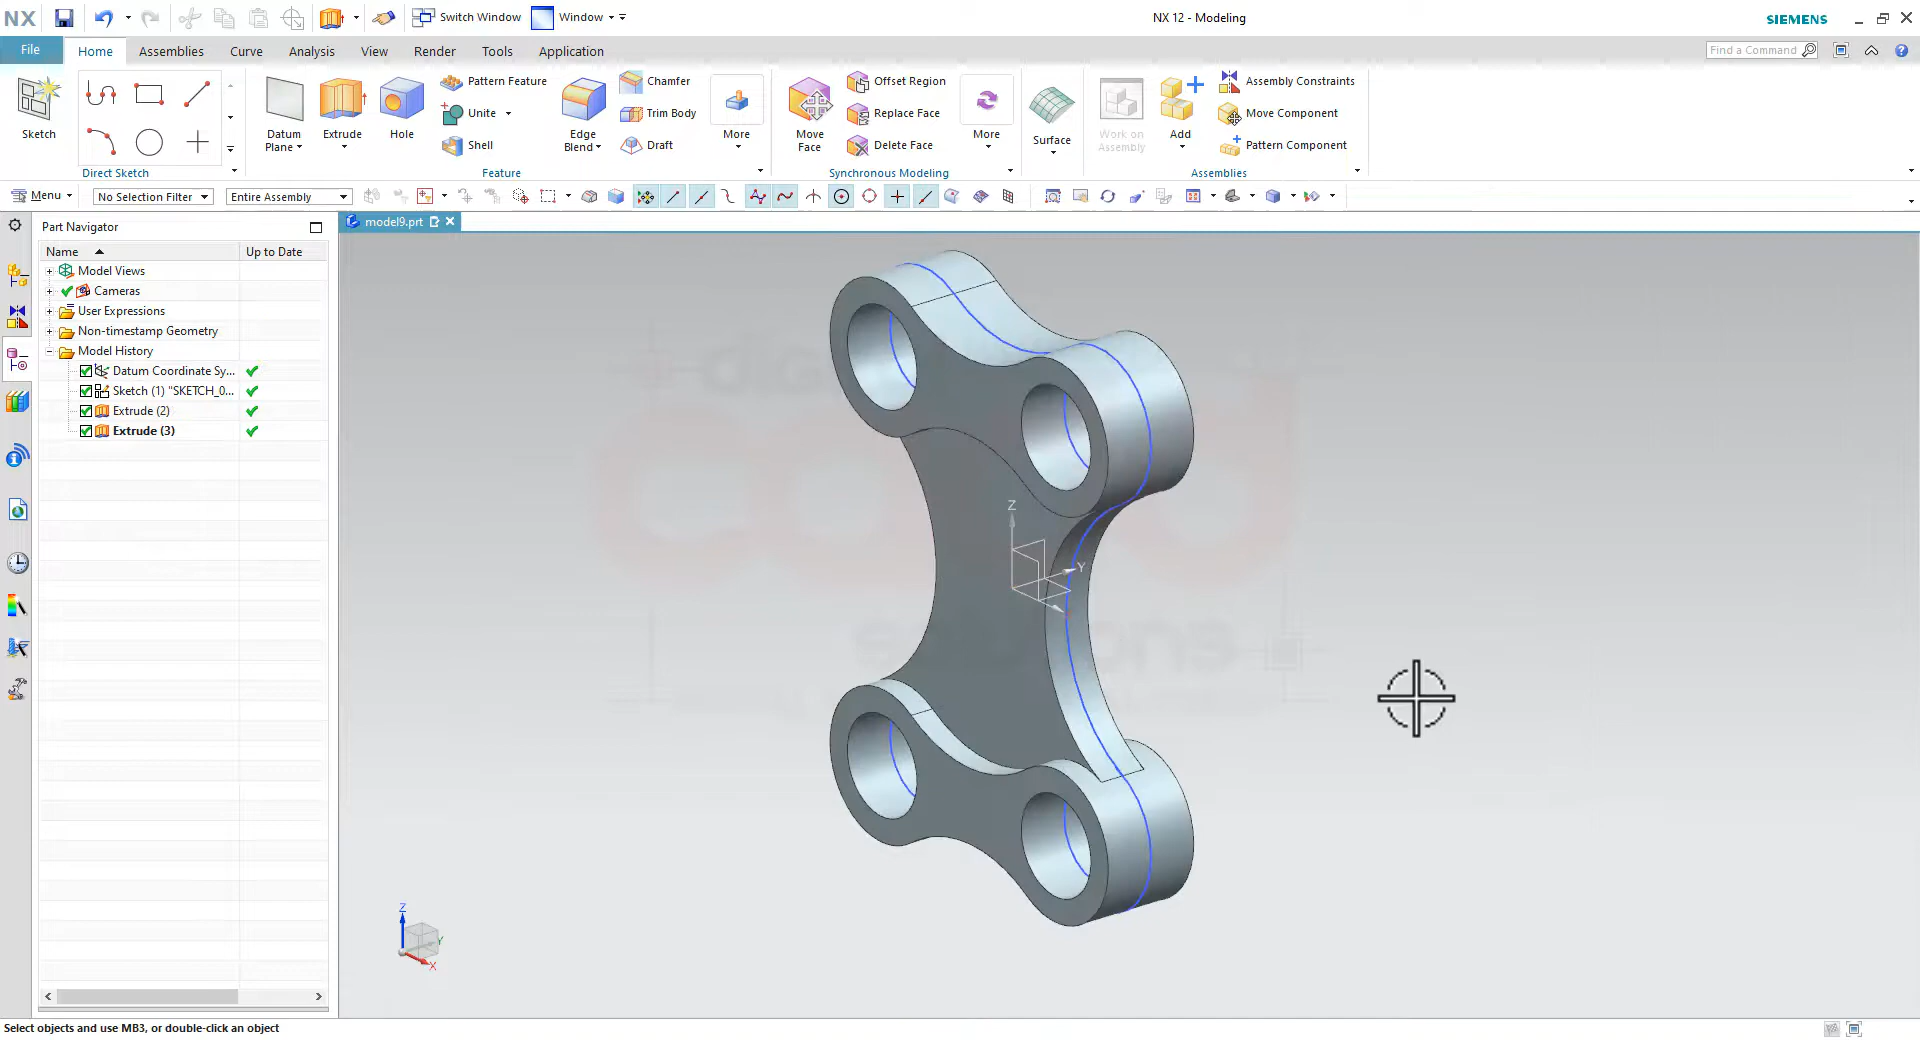 NX
Switch Window
Window
NX 12 - Modeling
SIEMENS
File
Home
Assemblies
Curve
Analysis
View
Render
Tools
Application
Find a Command
Sketch
Direct Sketch
Datum Plane
Extrude
Hole
Pattern Feature
Unite
Shell
Edge Blend
Chamfer
Trim Body
Draft
More
Feature
Move Face
Offset Region
Replace Face
Delete Face
More
Synchronous Modeling
Surface
Work on Assembly
Add
Assembly Constraints
Move Component
Pattern Component
Assemblies
Menu
No Selection Filter
Entire Assembly
Part Navigator
model9.prt
Name
Up to Date
Model Views
Cameras
User Expressions
Non-timestamp Geometry
Model History
Datum Coordinate Sy...
Sketch (1) "SKETCH_0...
Extrude (2)
Extrude (3)
Z
Y
Z
Y
X
Select objects and use MB3, or double-click an object